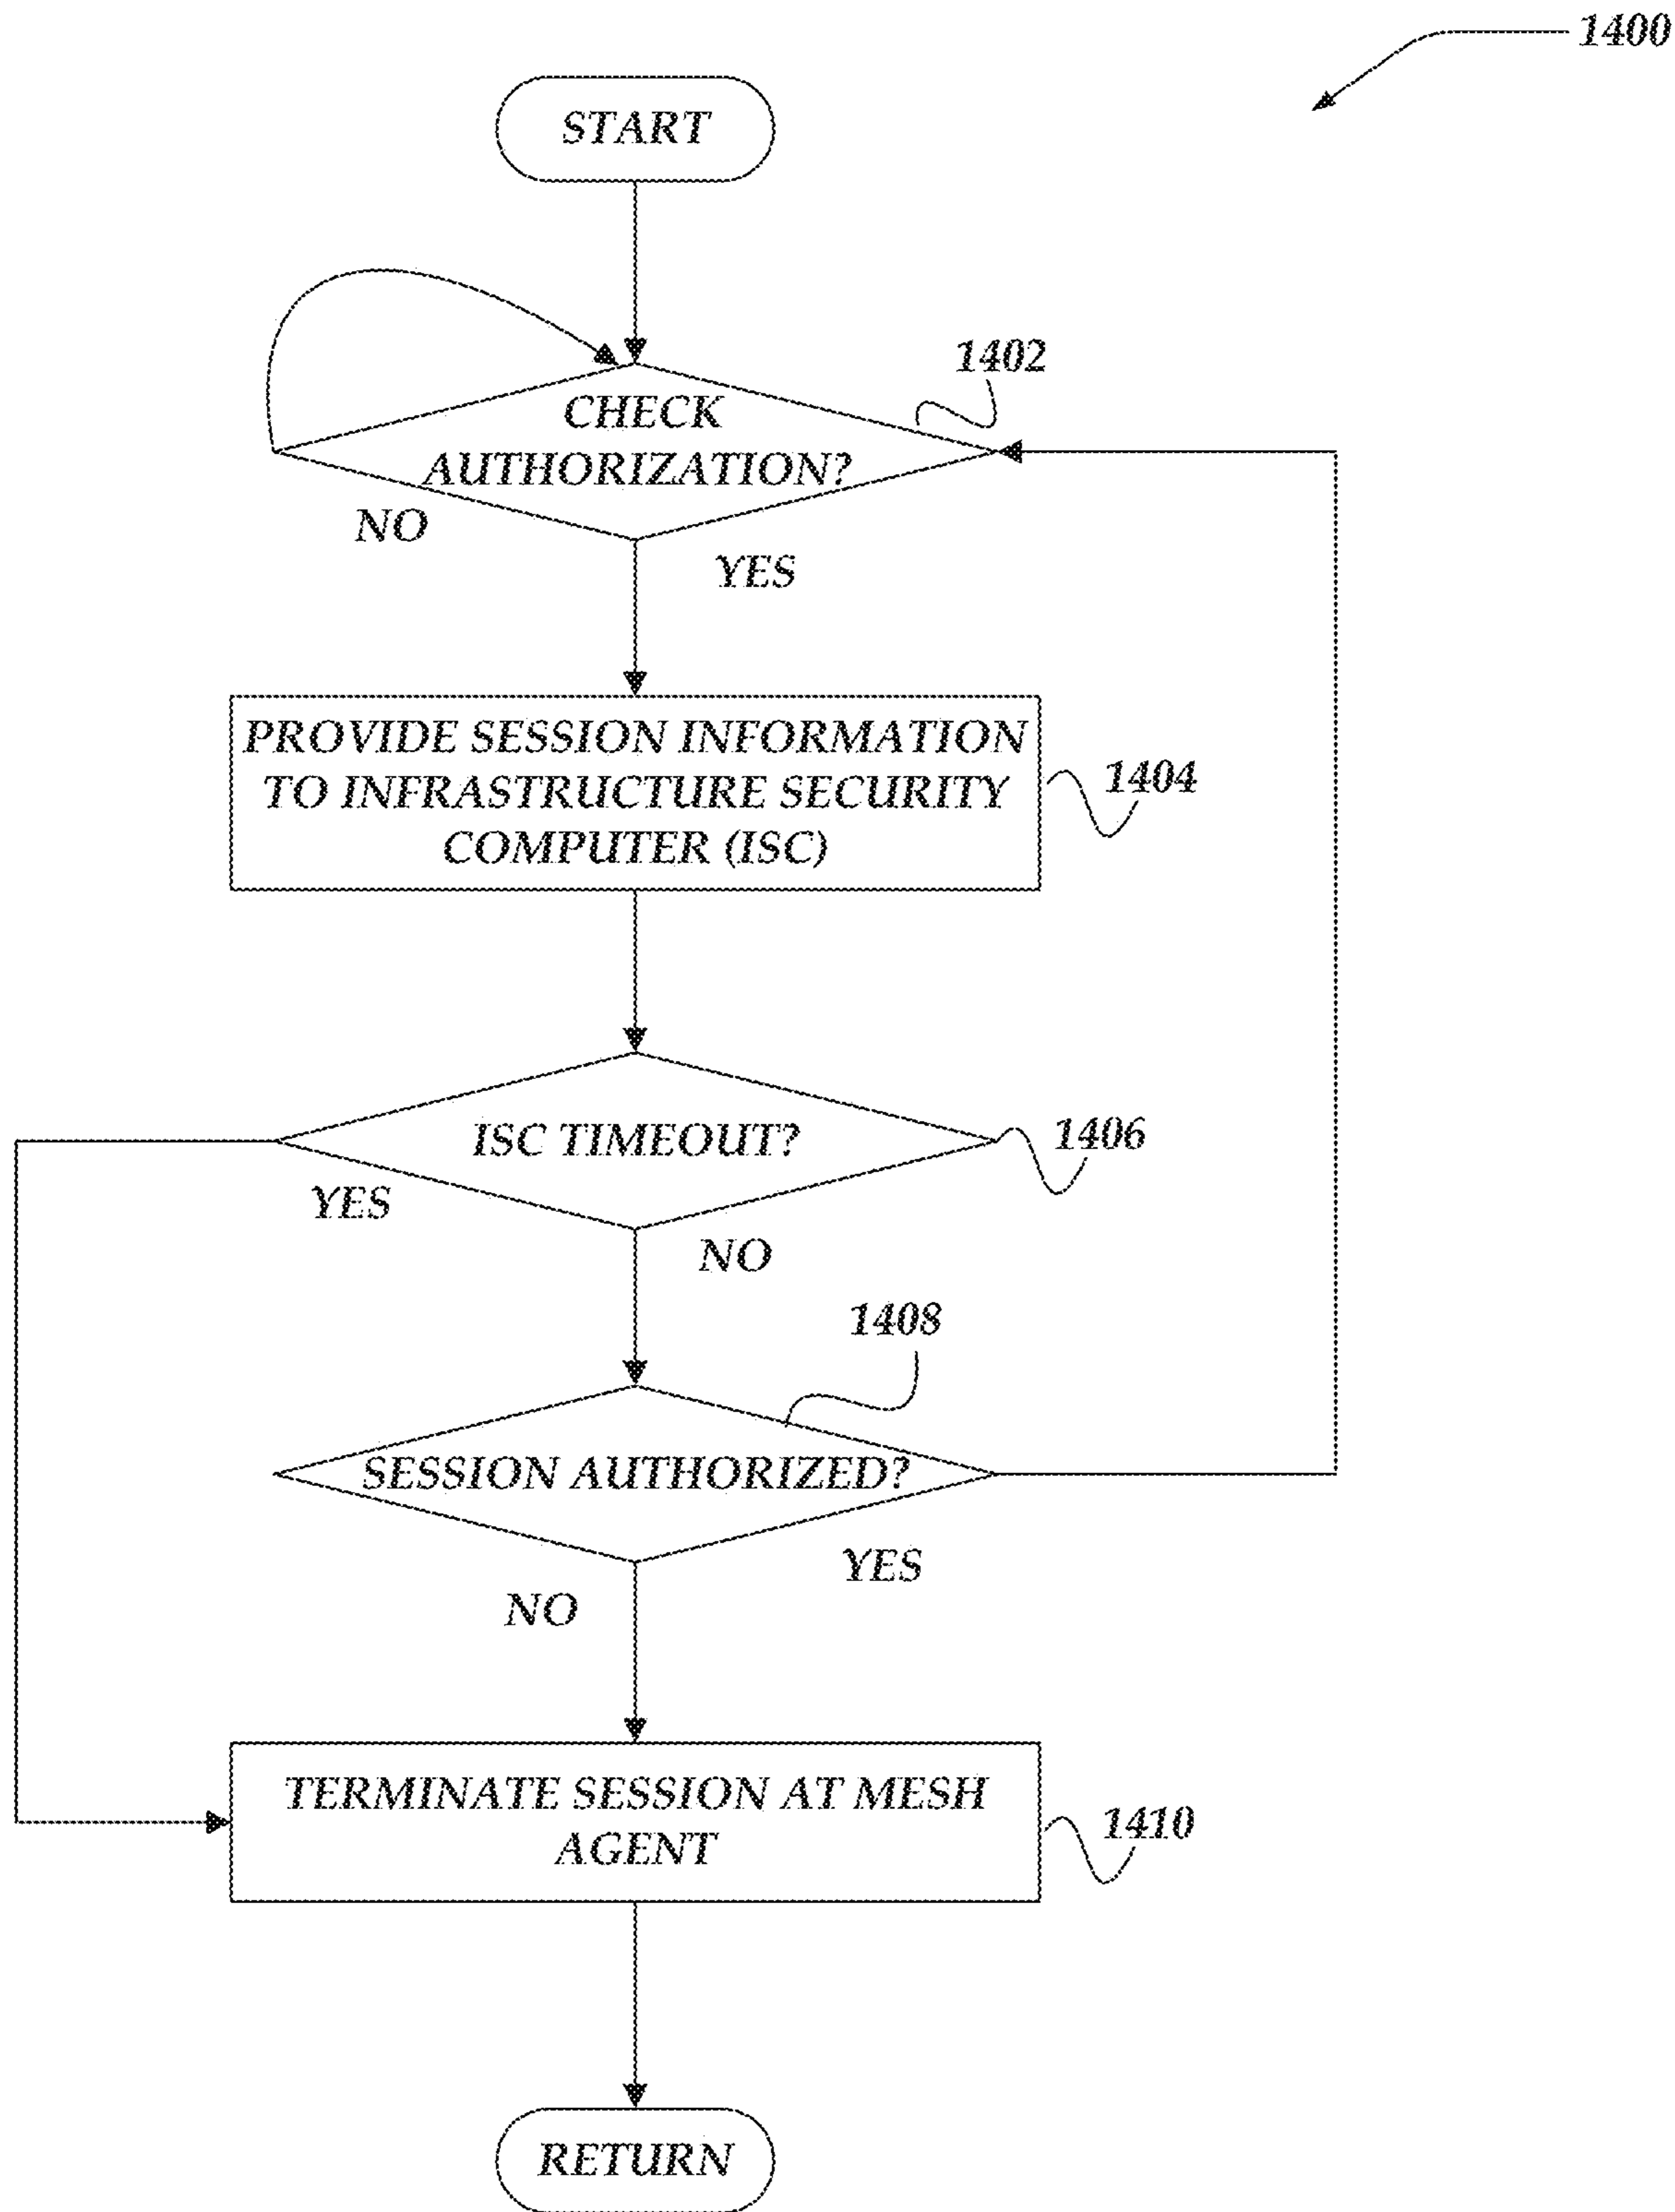 1400
START
1402
CHECK
AUTHORIZATION?
NO
YES
PROVIDE SESSION INFORMATION
TO INFRASTRUCTURE SECURITY
COMPUTER (ISC)
1404
ISC TIMEOUT?
1406
YES
NO
1408
SESSION AUTHORIZED?
YES
NO
TERMINATE SESSION AT MESH
AGENT
1410
RETURN